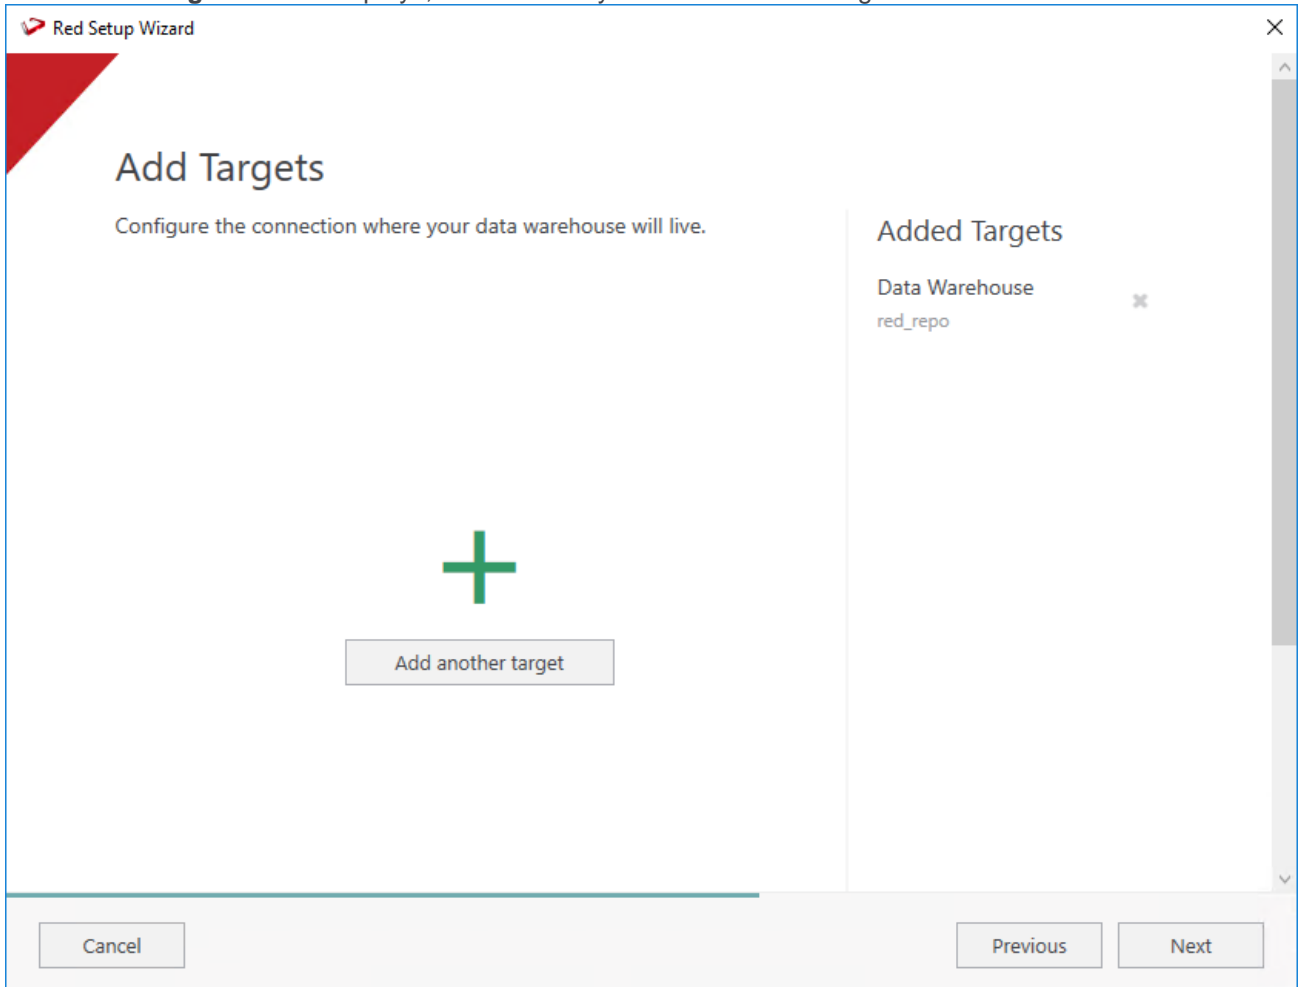 Red Setup Wizard
Add Targets
Configure the connection where your data warehouse will live.
Added Targets
Data Warehouse
red_repo
Add another target
Cancel
Previous
Next